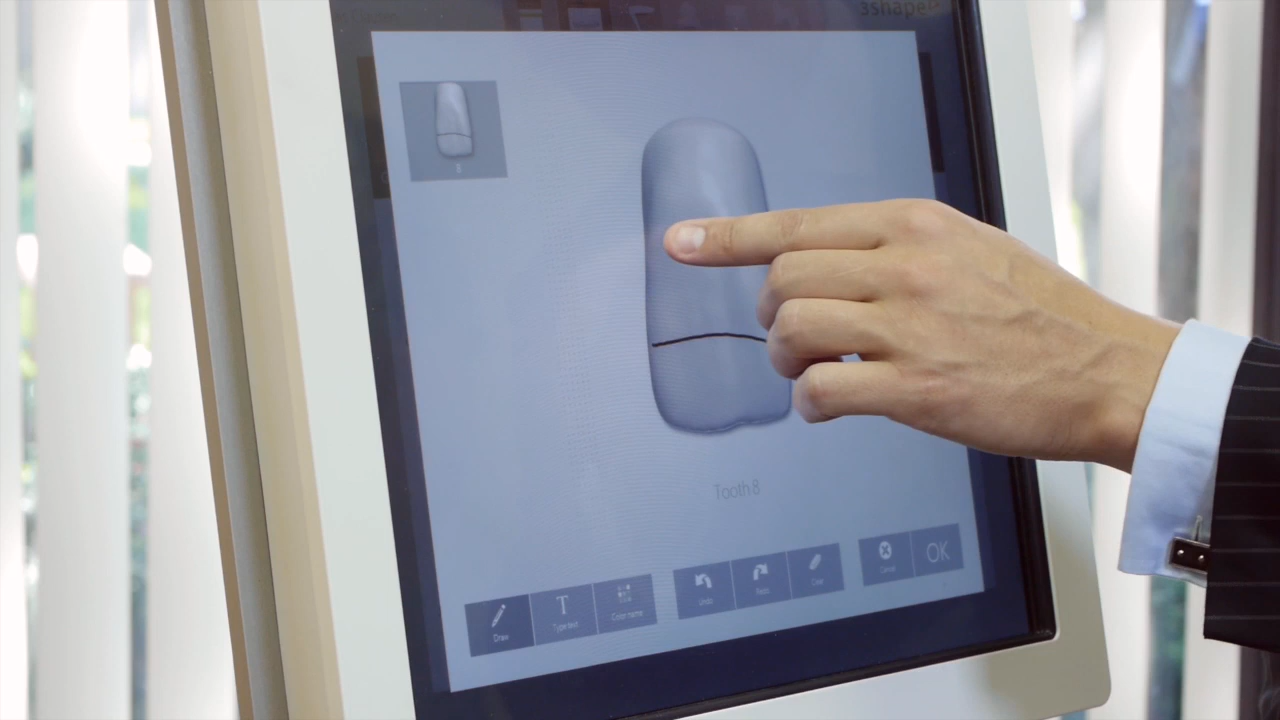 3shape
Tooth 8
Draw
Type text
Color name
Undo
Redo
Clear
Cancel
OK